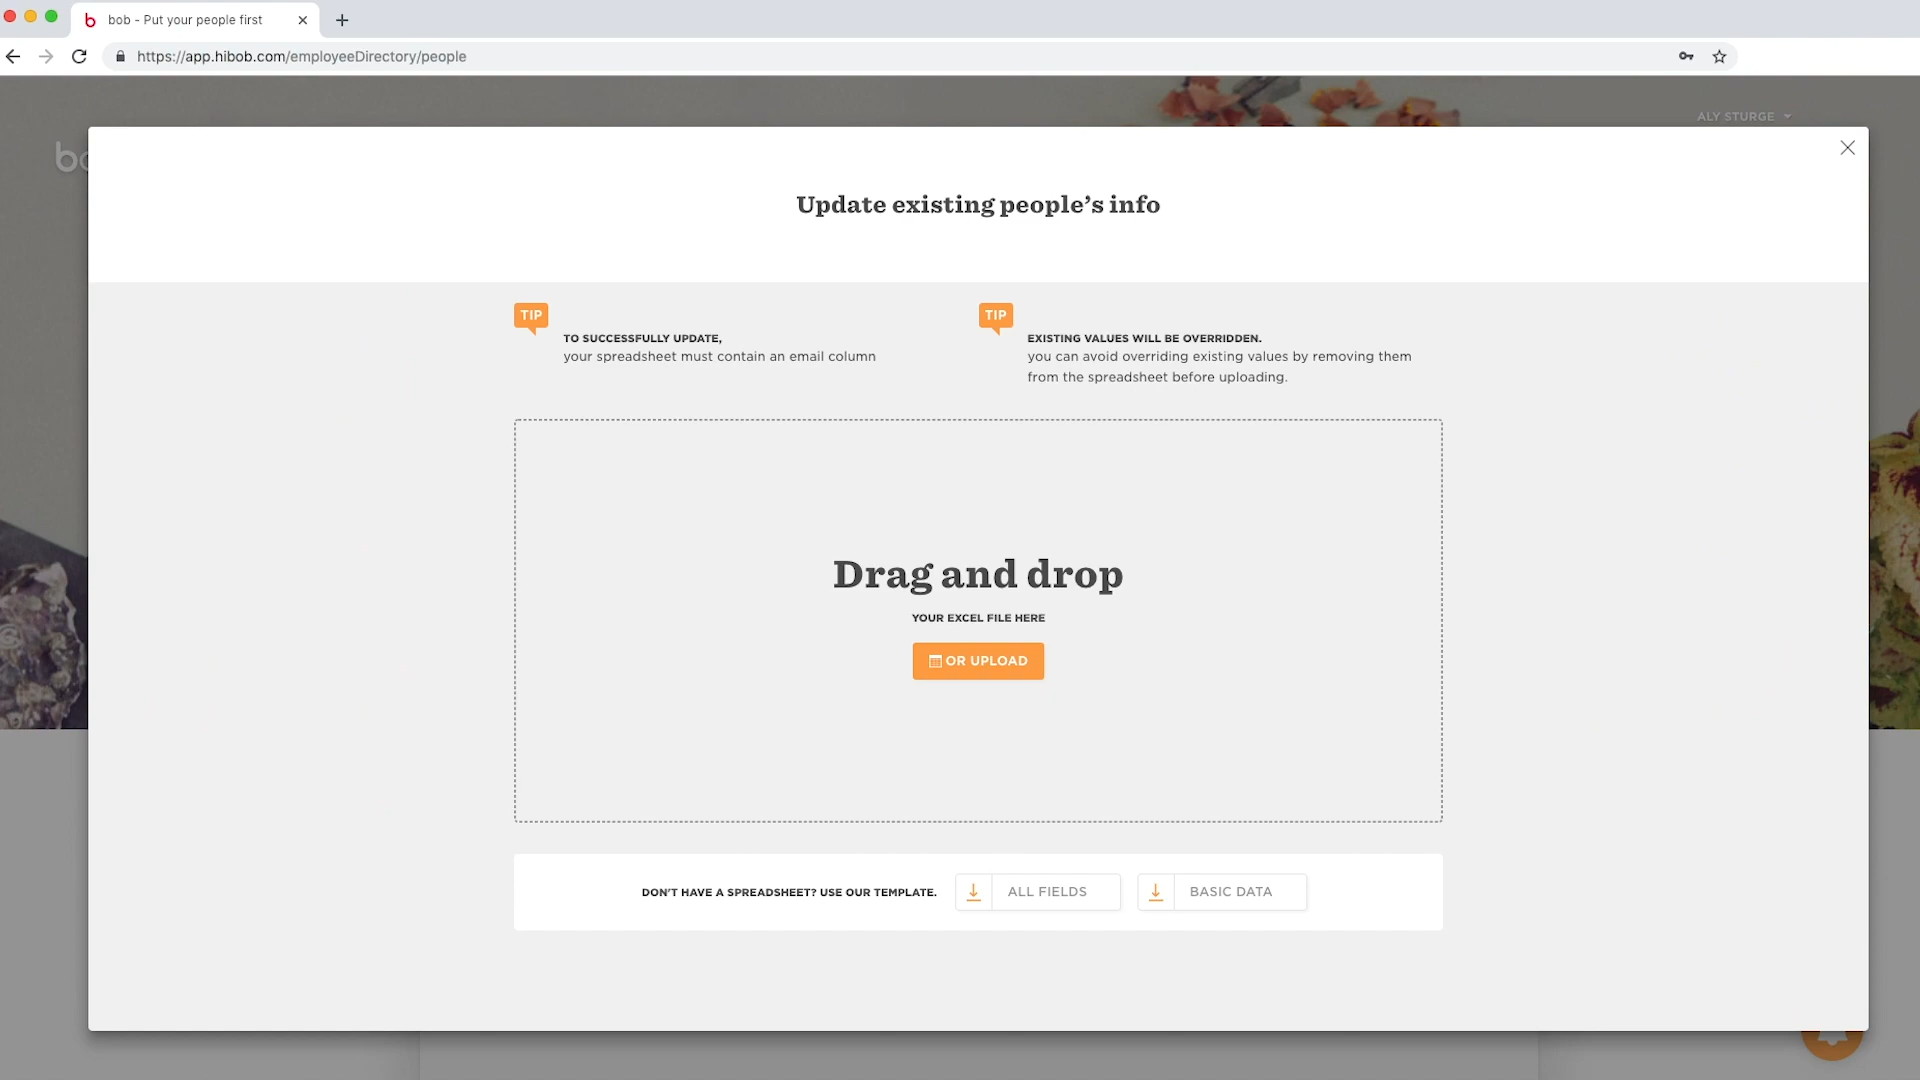 bob - Put your people first
https://app.hibob.com/employeeDirectory/people
ALY STURGE
Update existing people's info
TIP
TO SUCCESSFULLY UPDATE,
your spreadsheet must contain an email column
TIP
EXISTING VALUES WILL BE OVERRIDDEN.
you can avoid overriding existing values by removing them
from the spreadsheet before uploading.
Drag and drop
YOUR EXCEL FILE HERE
OR UPLOAD
DON'T HAVE A SPREADSHEET? USE OUR TEMPLATE.
ALL FIELDS
BASIC DATA